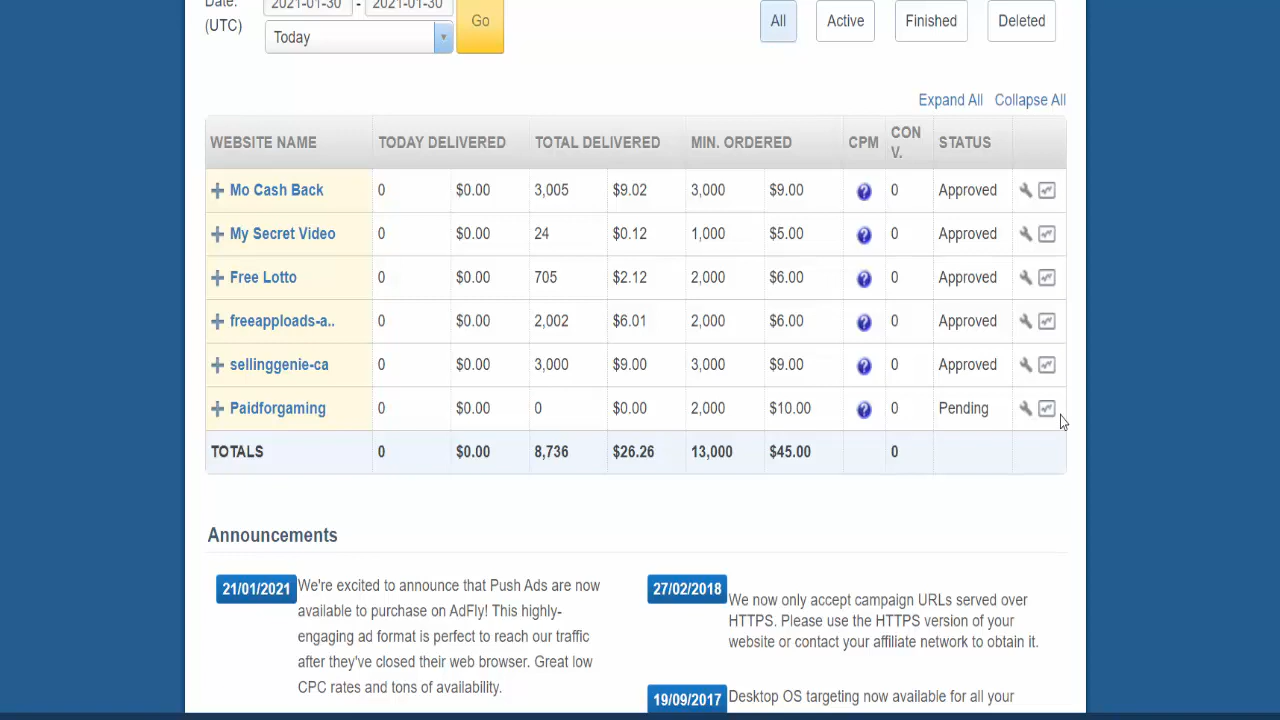 Date:
(UTC)
2021-01-30 - 2021-01-30
Today
Go
All Active Finished Deleted
Expand All Collapse All
WEBSITE NAME TODAY DELIVERED TOTAL DELIVERED MIN. ORDERED CPM CON V. STATUS
Mo Cash Back 0 $0.00 3,005 $9.02 3,000 $9.00 ? 0 Approved
My Secret Video 0 $0.00 24 $0.12 1,000 $5.00 ? 0 Approved
Free Lotto 0 $0.00 705 $2.12 2,000 $6.00 ? 0 Approved
freeapploads-a.. 0 $0.00 2,002 $6.01 2,000 $6.00 ? 0 Approved
sellinggenie-ca 0 $0.00 3,000 $9.00 3,000 $9.00 ? 0 Approved
Paidforgaming 0 $0.00 0 $0.00 2,000 $10.00 ? 0 Pending
TOTALS 0 $0.00 8,736 $26.26 13,000 $45.00 0
Announcements
21/01/2021
We're excited to announce that Push Ads are now
available to purchase on AdFly! This highly-
engaging ad format is perfect to reach our traffic
after they've closed their web browser. Great low
CPC rates and tons of availability.
27/02/2018
We now only accept campaign URLs served over
HTTPS. Please use the HTTPS version of your
website or contact your affiliate network to obtain it.
19/09/2017
Desktop OS targeting now available for all your